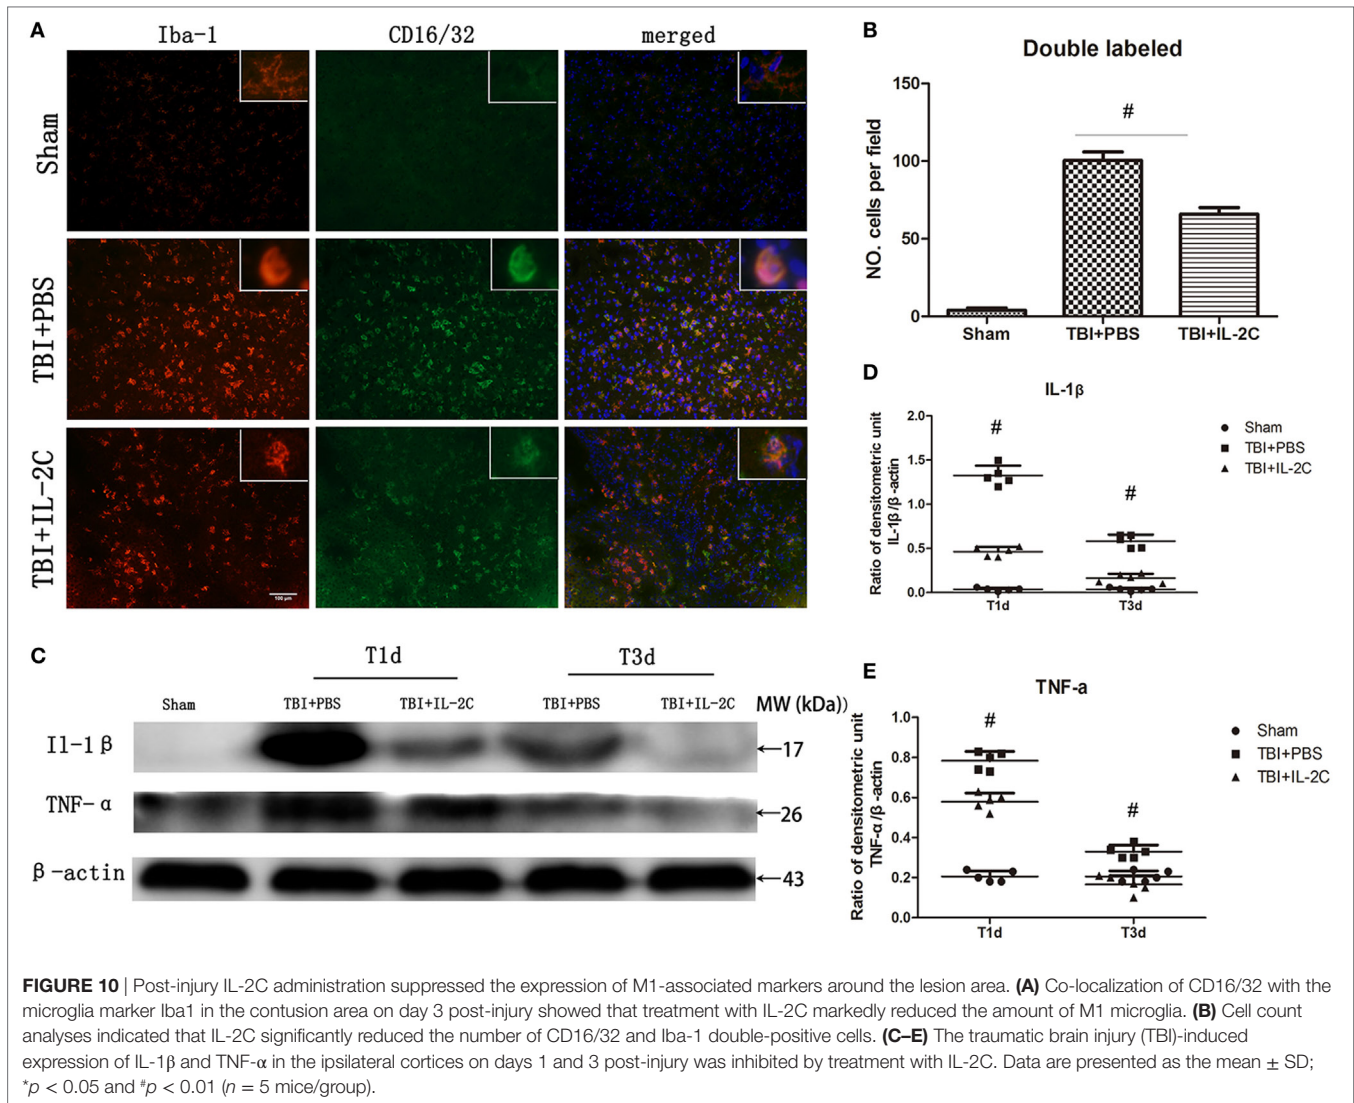 A
Iba-1
CD16/32
merged
Sham
TBI+PBS
TBI+IL-2C
100 μm
B
Double labeled
NO. cells per field
150
100
50
0
Sham
TBI+PBS
TBI+IL-2C
#
C
T1d
T3d
Sham
TBI+PBS
TBI+IL-2C
TBI+PBS
TBI+IL-2C
MW (kDa))
Il-1β
←17
TNF-α
←26
β-actin
←43
D
IL-1β
Ratio of densitometric unit
IL-1β/β-actin
2.0
1.5
1.0
0.5
0.0
#
#
T1d
T3d
Sham
TBI+PBS
TBI+IL-2C
E
TNF-a
Ratio of densitometric unit
TNF-α/β-actin
1.0
0.8
0.6
0.4
0.2
0.0
#
#
T1d
T3d
Sham
TBI+PBS
TBI+IL-2C
FIGURE 10 | Post-injury IL-2C administration suppressed the expression of M1-associated markers around the lesion area. (A) Co-localization of CD16/32 with the
microglia marker Iba1 in the contusion area on day 3 post-injury showed that treatment with IL-2C markedly reduced the amount of M1 microglia. (B) Cell count
analyses indicated that IL-2C significantly reduced the number of CD16/32 and Iba-1 double-positive cells. (C–E) The traumatic brain injury (TBI)-induced
expression of IL-1β and TNF-α in the ipsilateral cortices on days 1 and 3 post-injury was inhibited by treatment with IL-2C. Data are presented as the mean ± SD;
*p < 0.05 and #p < 0.01 (n = 5 mice/group).